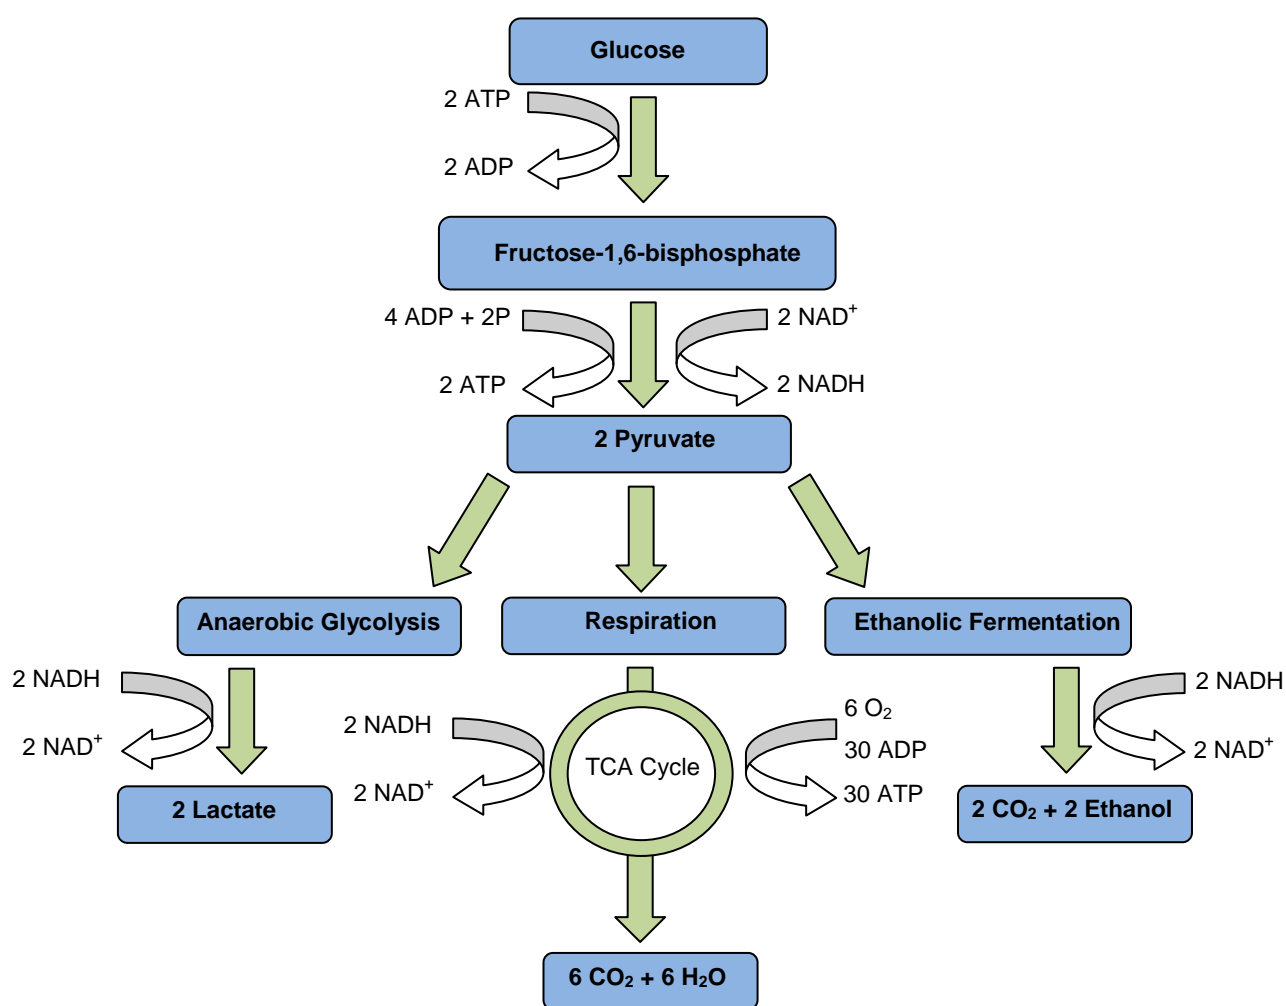 Glucose
2 ATP
2 ADP
Fructose-1,6-bisphosphate
4 ADP + 2P
2 NAD⁺
2 ATP
2 NADH
2 Pyruvate
Anaerobic Glycolysis
Respiration
Ethanolic Fermentation
2 NADH
2 NAD⁺
2 NADH
2 NAD⁺
TCA Cycle
6 O₂
30 ADP
30 ATP
2 NADH
2 NAD⁺
2 Lactate
2 CO₂ + 2 Ethanol
6 CO₂ + 6 H₂O